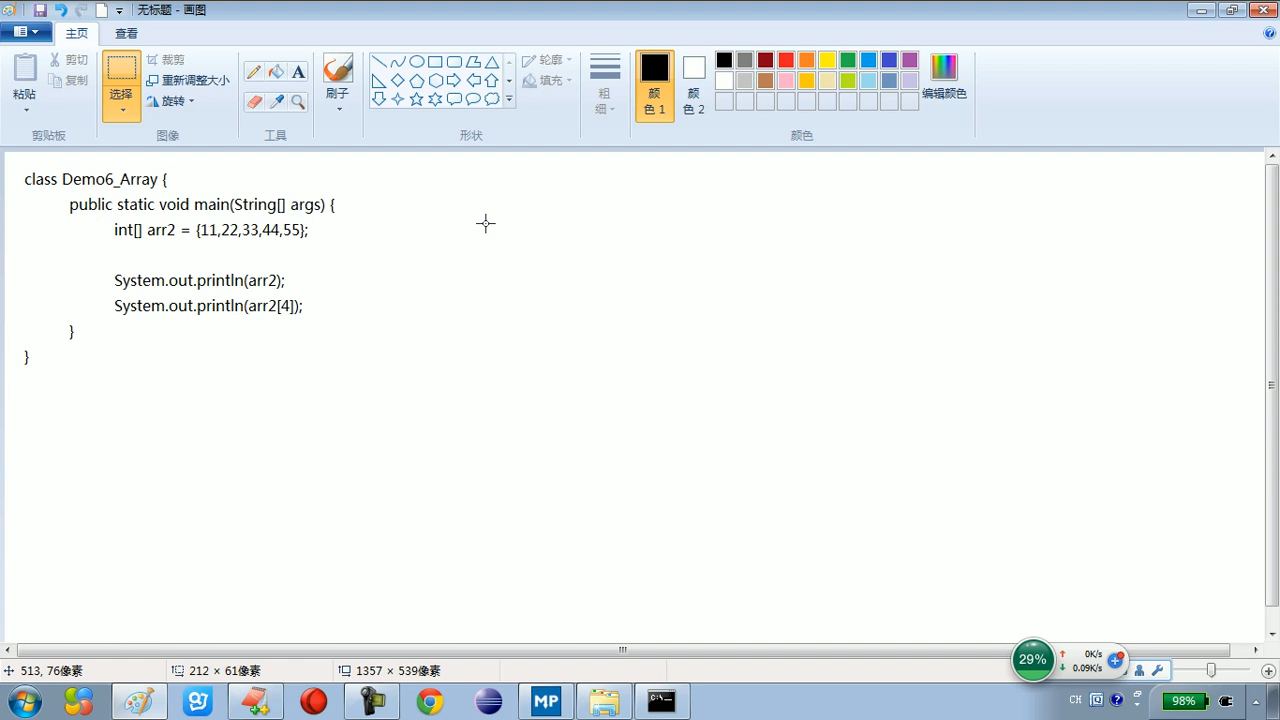 无标题 - 画图
主页
查看
粘贴
剪切
复制
剪贴板
选择
裁剪
重新调整大小
旋转
图像
A
工具
刷子
轮廓
填充
形状
粗
细
颜
色 1
颜
色 2
编辑颜色
颜色
class Demo6_Array {
public static void main(String[] args) {
int[] arr2 = {11,22,33,44,55};
System.out.println(arr2);
System.out.println(arr2[4]);
}
}
513, 76像素
212 × 61像素
1357 × 539像素
29%
0K/s
0.09K/s
MP
C:\
CH
98%